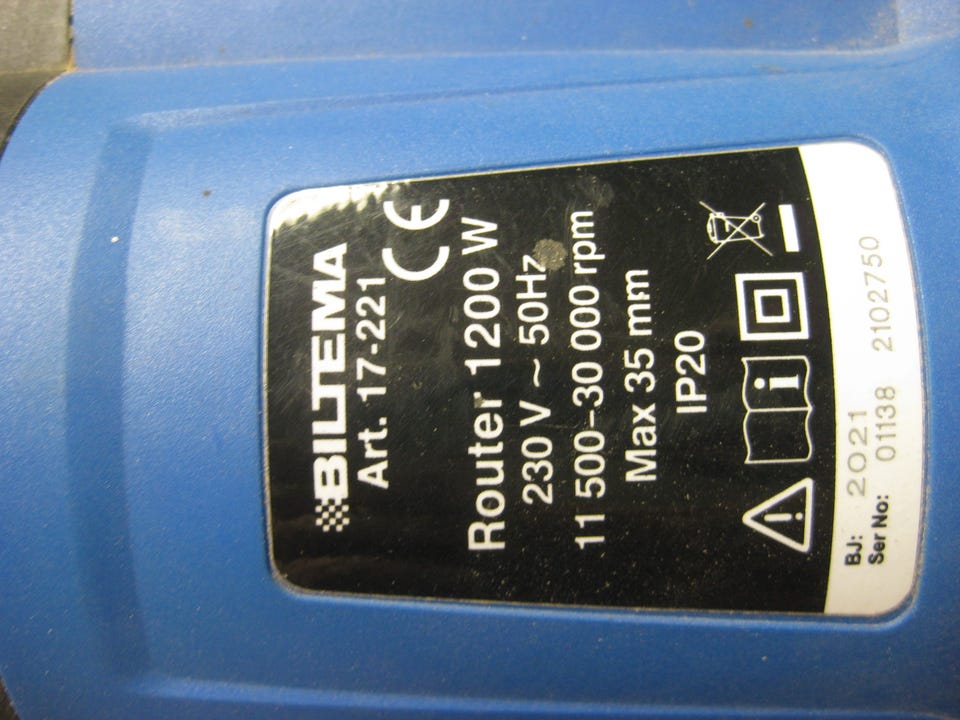 BILTEMA
Art. 17-221
CE
Router 1200 W
230 V ~ 50Hz
11 500-30 000 rpm
Max 35 mm
IP20
BJ: 2021
Ser No: 01138 2102750